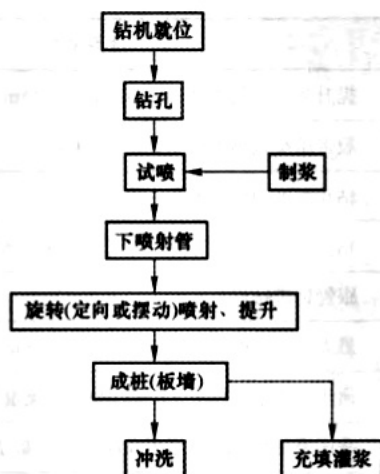 钻机就位
钻孔
试喷
制浆
下喷射管
旋转(定向或摆动)喷射、提升
成桩(板墙)
冲洗
充填灌浆